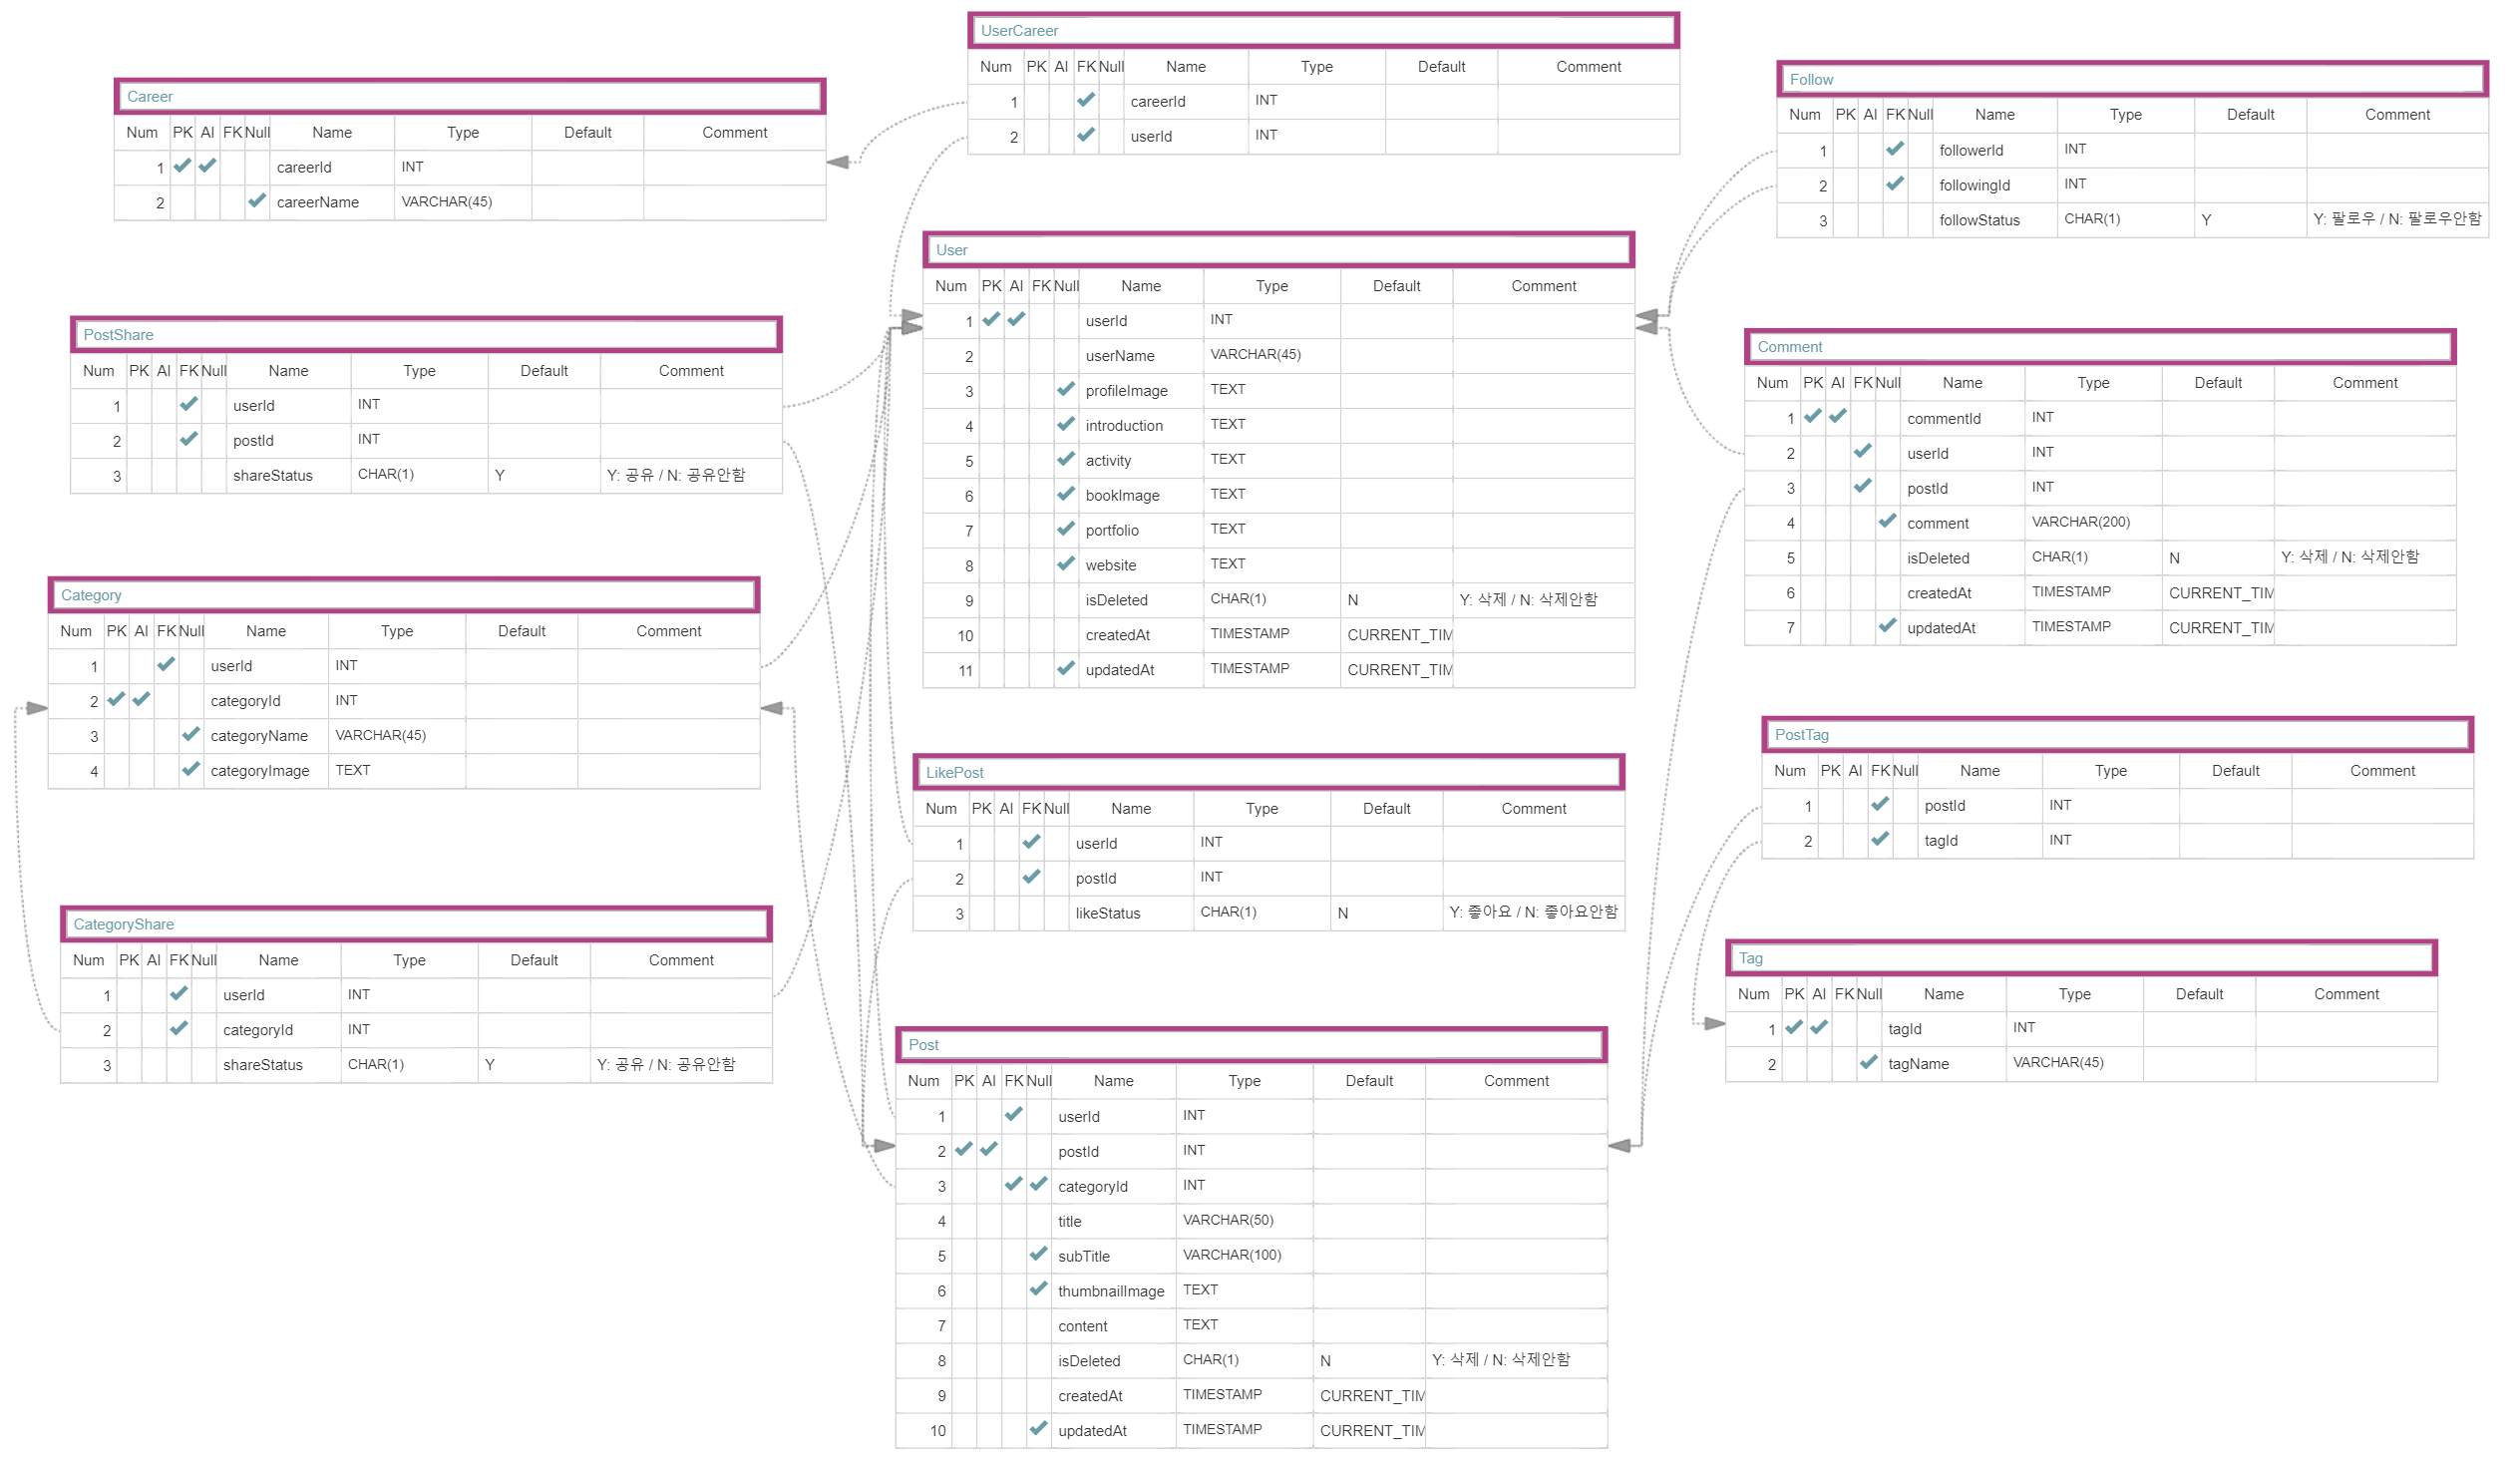 UserCareer
Num PK AI FK Null Name Type Default Comment
1 careerId INT
2 userId INT
Career
Num PK AI FK Null Name Type Default Comment
1 careerId INT
2 careerName VARCHAR(45)
Follow
Num PK AI FK Null Name Type Default Comment
1 followerId INT
2 followingId INT
3 followStatus CHAR(1) Y Y: 팔로우 / N: 팔로우안함
User
Num PK AI FK Null Name Type Default Comment
1 userId INT
2 userName VARCHAR(45)
3 profileImage TEXT
4 introduction TEXT
5 activity TEXT
6 bookImage TEXT
7 portfolio TEXT
8 website TEXT
9 isDeleted CHAR(1) N Y: 삭제 / N: 삭제안함
10 createdAt TIMESTAMP CURRENT_TIM
11 updatedAt TIMESTAMP CURRENT_TIM
PostShare
Num PK AI FK Null Name Type Default Comment
1 userId INT
2 postId INT
3 shareStatus CHAR(1) Y Y: 공유 / N: 공유안함
Comment
Num PK AI FK Null Name Type Default Comment
1 commentId INT
2 userId INT
3 postId INT
4 comment VARCHAR(200)
5 isDeleted CHAR(1) N Y: 삭제 / N: 삭제안함
6 createdAt TIMESTAMP CURRENT_TIM
7 updatedAt TIMESTAMP CURRENT_TIM
Category
Num PK AI FK Null Name Type Default Comment
1 userId INT
2 categoryId INT
3 categoryName VARCHAR(45)
4 categoryImage TEXT
LikePost
Num PK AI FK Null Name Type Default Comment
1 userId INT
2 postId INT
3 likeStatus CHAR(1) N Y: 좋아요 / N: 좋아요안함
PostTag
Num PK AI FK Null Name Type Default Comment
1 postId INT
2 tagId INT
CategoryShare
Num PK AI FK Null Name Type Default Comment
1 userId INT
2 categoryId INT
3 shareStatus CHAR(1) Y Y: 공유 / N: 공유안함
Tag
Num PK AI FK Null Name Type Default Comment
1 tagId INT
2 tagName VARCHAR(45)
Post
Num PK AI FK Null Name Type Default Comment
1 userId INT
2 postId INT
3 categoryId INT
4 title VARCHAR(50)
5 subTitle VARCHAR(100)
6 thumbnailImage TEXT
7 content TEXT
8 isDeleted CHAR(1) N Y: 삭제 / N: 삭제안함
9 createdAt TIMESTAMP CURRENT_TIM
10 updatedAt TIMESTAMP CURRENT_TIM